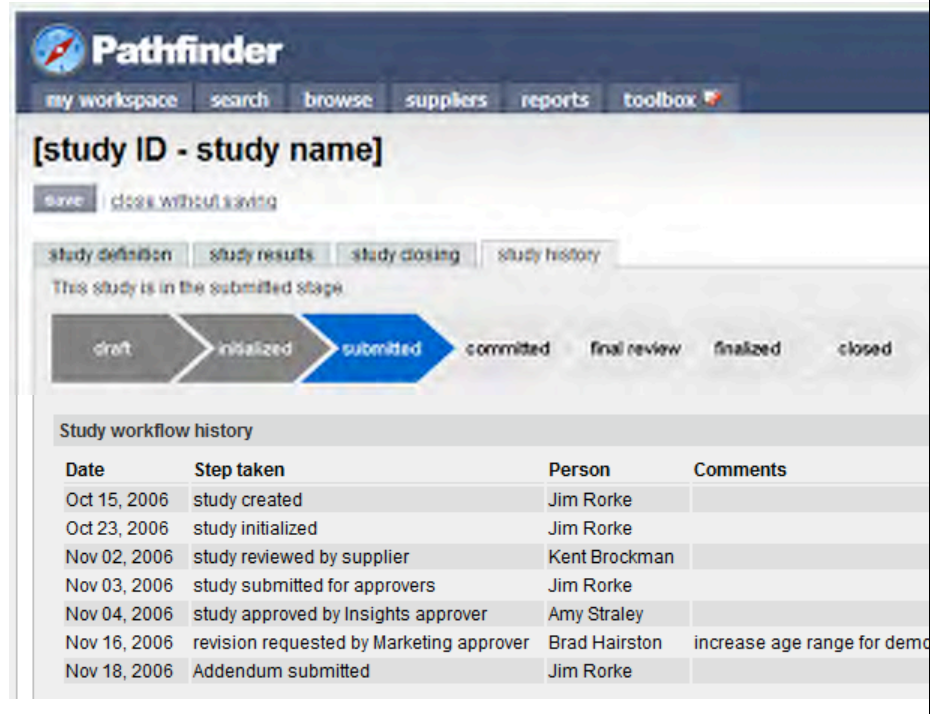 Pathfinder
my workspace search browse suppliers reports toolbox
[study ID - study name]
save close without saving
study definition study results study closing study history
This study is in the submitted stage.
draft initialized submitted committed final review finalized closed
Study workflow history
Date Step taken Person Comments
Oct 15, 2006 study created Jim Rorke
Oct 23, 2006 study initialized Jim Rorke
Nov 02, 2006 study reviewed by supplier Kent Brockman
Nov 03, 2006 study submitted for approvers Jim Rorke
Nov 04, 2006 study approved by Insights approver Amy Straley
Nov 16, 2006 revision requested by Marketing approver Brad Hairston increase age range for demo
Nov 18, 2006 Addendum submitted Jim Rorke